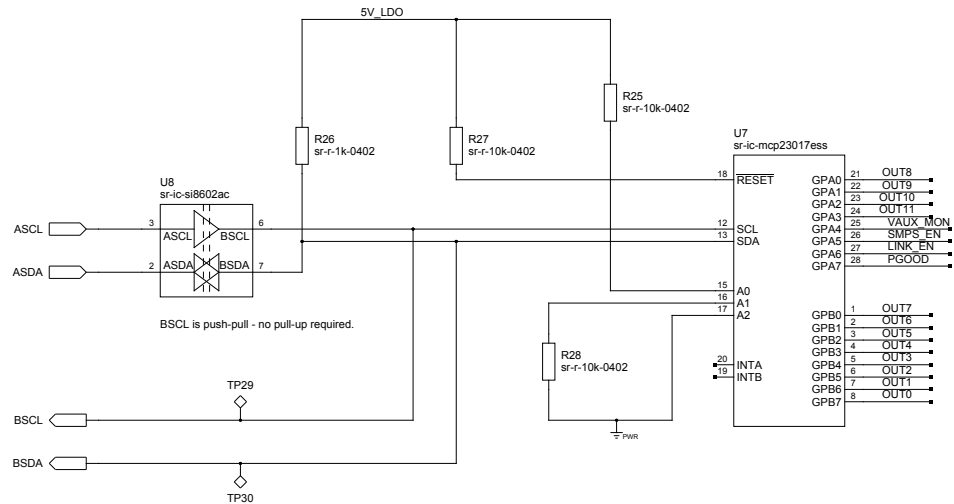 5V_LDO
R25
sr-r-10k-0402
R26
sr-r-1k-0402
R27
sr-r-10k-0402
U7
sr-ic-mcp23017ess
U8
sr-ic-si8602ac
18 RESET
GPA0 21 OUT8
GPA1 22 OUT9
GPA2 23 OUT10
GPA3 24 OUT11
GPA4 25 VAUX_MON
GPA5 26 SMPS_EN
GPA6 27 LINK_EN
GPA7 28 PGOOD
ASCL 3 ASCL BSCL 6
12 SCL
13 SDA
ASDA 2 ASDA BSDA 7
15 A0
16 A1
17 A2
BSCL is push-pull - no pull-up required.
GPB0 1 OUT7
GPB1 2 OUT6
GPB2 3 OUT5
GPB3 4 OUT4
GPB4 5 OUT3
GPB5 6 OUT2
GPB6 7 OUT1
GPB7 8 OUT0
R28
sr-r-10k-0402
20 INTA
19 INTB
TP29
BSCL
PWR
BSDA
TP30